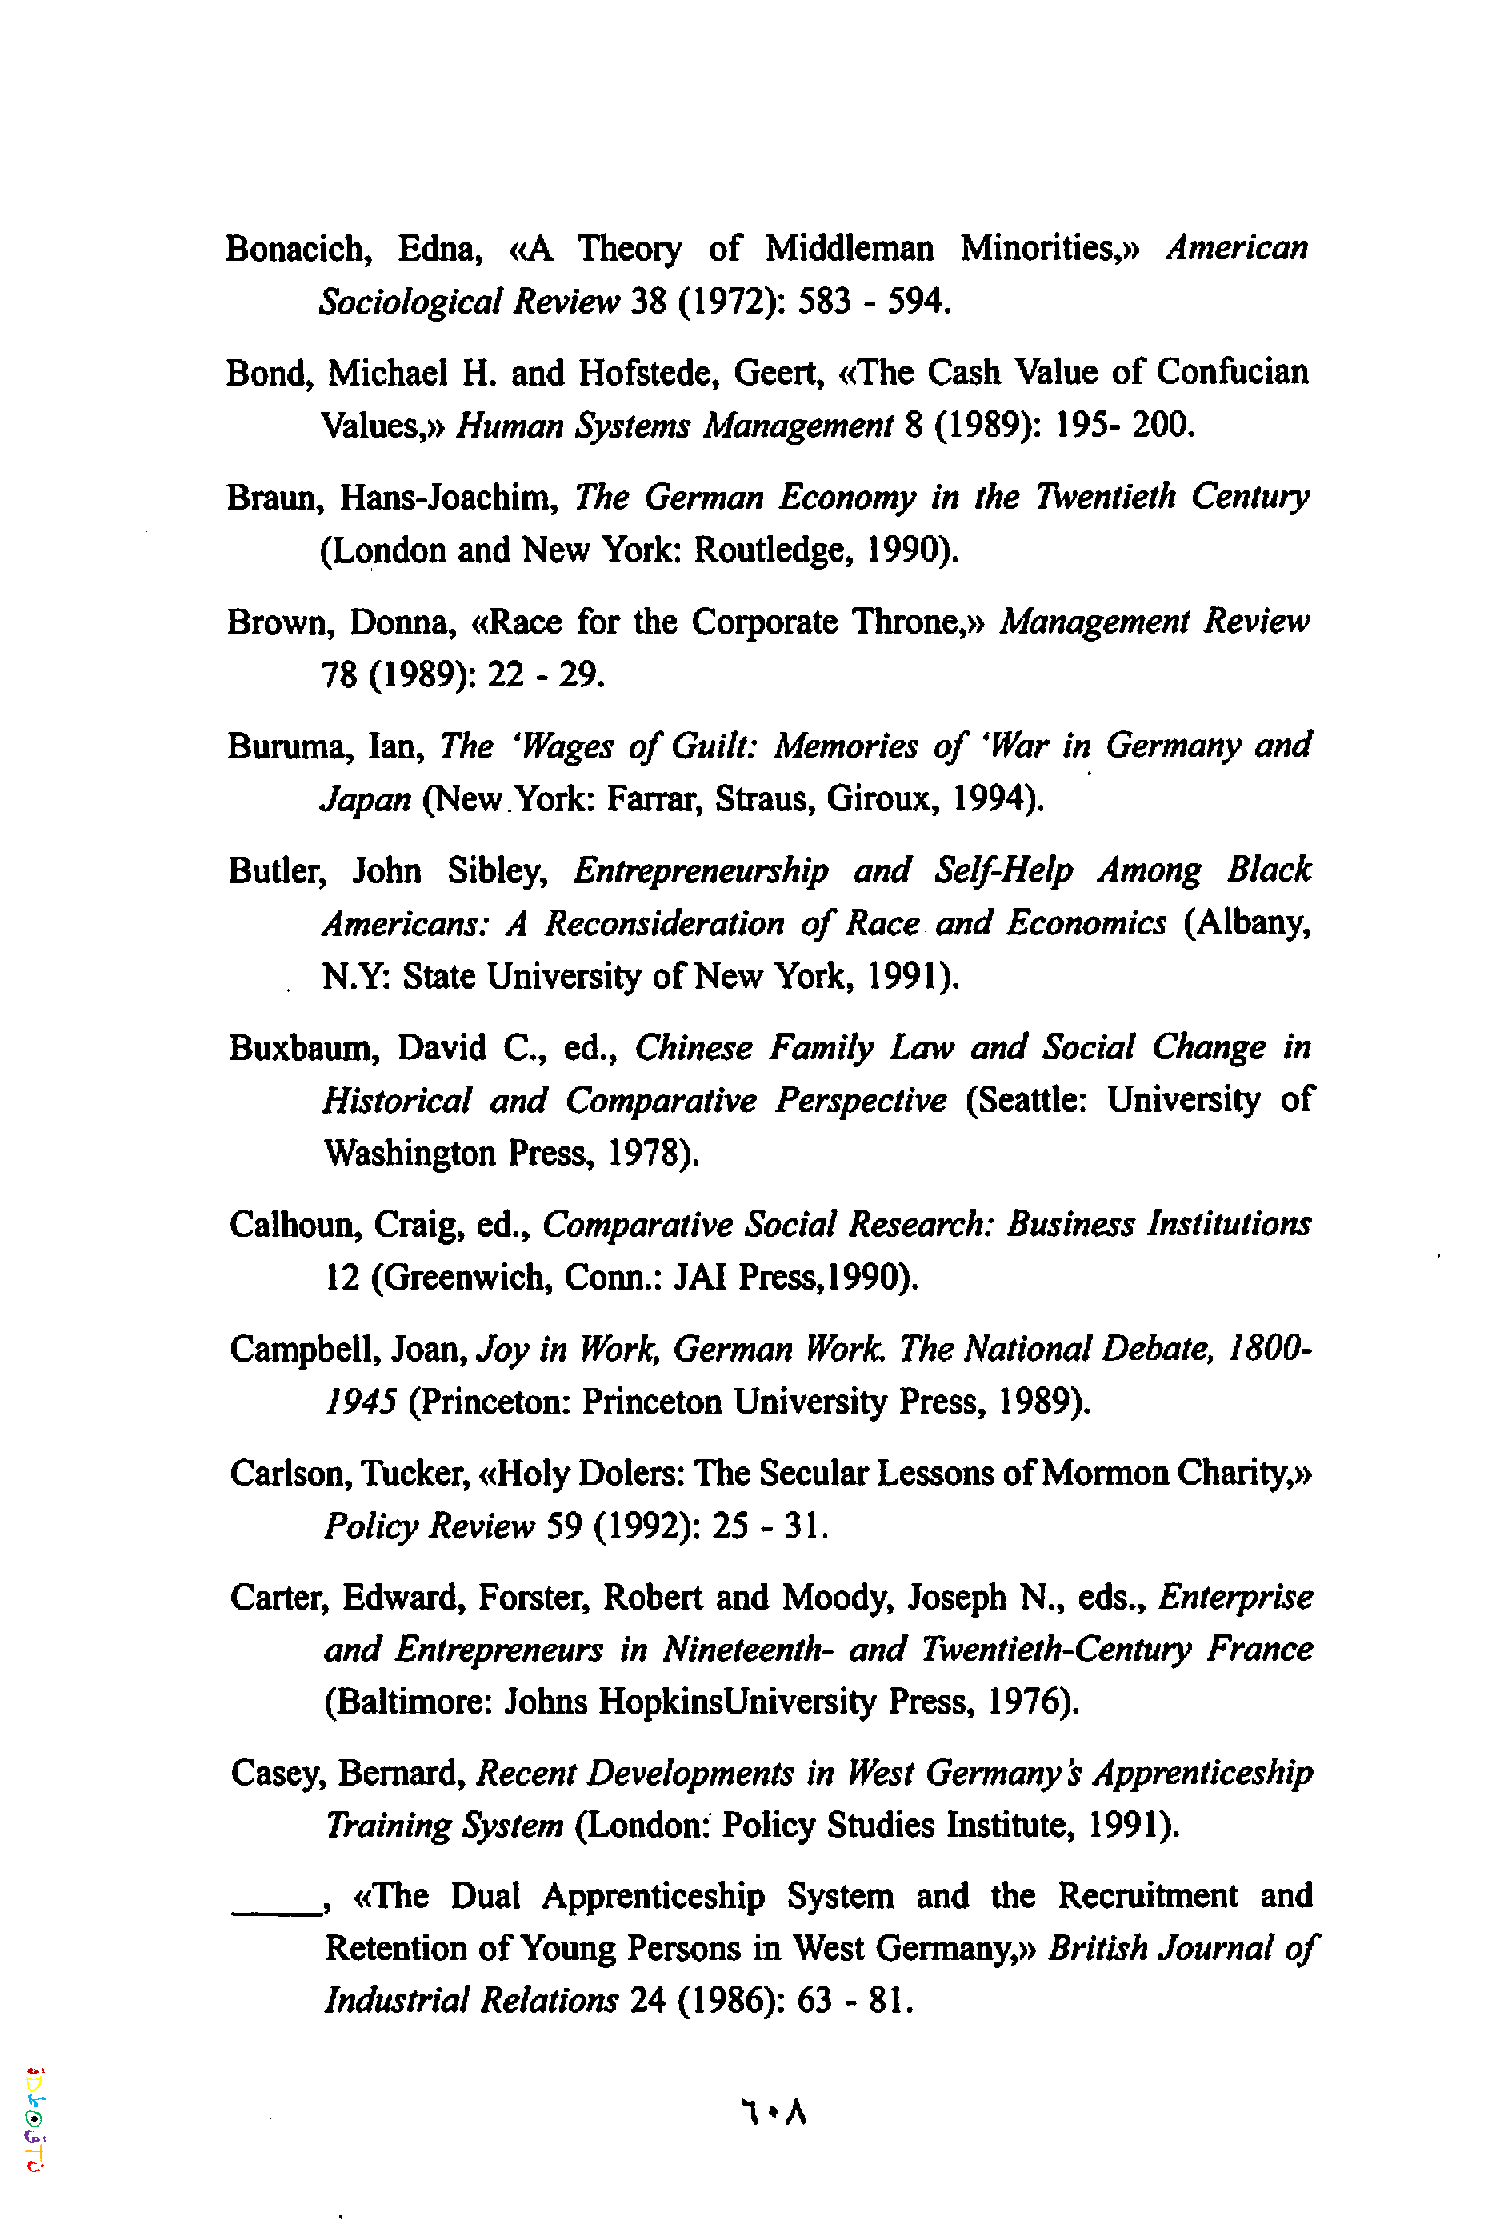 Bonacich, Edna, «A Theory of Middleman Minorities,» American
Sociological Review 38 (1972): 583 - 594.
Bond, Michael H. and Hofstede, Geert, «The Cash Value of Confucian
Values,» Human Systems Management 8 (1989): 195- 200.
Braun, Hans-Joachim, The German Economy in the Twentieth Century
(London and New York: Routledge, 1990).
Brown, Donna, «Race for the Corporate Throne,» Management Review
78 (1989): 22 - 29.
Buruma, Ian, The ‘Wages of Guilt: Memories of ‘War in Germany and
Japan (New York: Farrar, Straus, Giroux, 1994).
Butler, John Sibley, Entrepreneurship and Self-Help Among Black
Americans: A Reconsideration of Race and Economics (Albany,
N.Y: State University of New York, 1991).
Buxbaum, David C., ed., Chinese Family Law and Social Change in
Historical and Comparative Perspective (Seattle: University of
Washington Press, 1978).
Calhoun, Craig, ed., Comparative Social Research: Business Institutions
12 (Greenwich, Conn.: JAI Press,1990).
Campbell, Joan, Joy in Work, German Work. The National Debate, 1800-
1945 (Princeton: Princeton University Press, 1989).
Carlson, Tucker, «Holy Dolers: The Secular Lessons of Mormon Charity,»
Policy Review 59 (1992): 25 - 31.
Carter, Edward, Forster, Robert and Moody, Joseph N., eds., Enterprise
and Entrepreneurs in Nineteenth- and Twentieth-Century France
(Baltimore: Johns HopkinsUniversity Press, 1976).
Casey, Bernard, Recent Developments in West Germany's Apprenticeship
Training System (London: Policy Studies Institute, 1991).
_____, «The Dual Apprenticeship System and the Recruitment and
Retention of Young Persons in West Germany,» British Journal of
Industrial Relations 24 (1986): 63 - 81.
٦٠٨